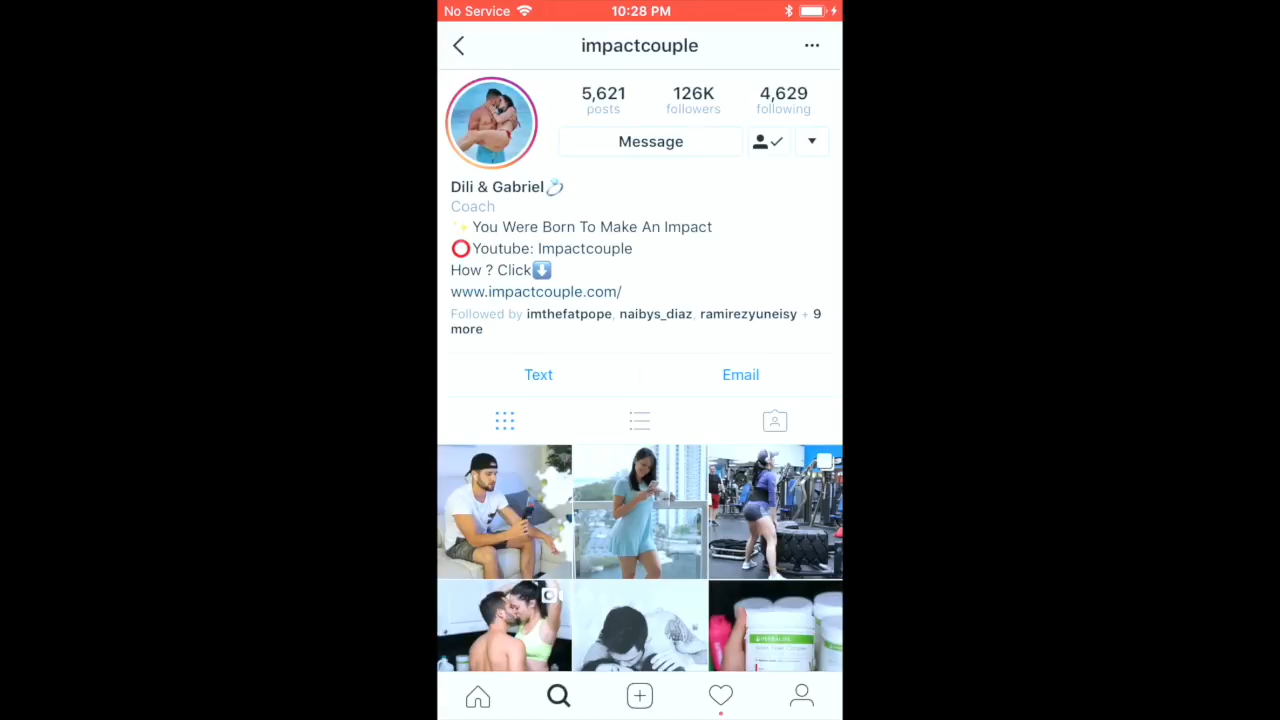 No Service 10:28 PM
impactcouple
5,621 126K 4,629
posts followers following
Message
Dili & Gabriel
Coach
You Were Born To Make An Impact
Youtube: Impactcouple
How ? Click
www.impactcouple.com/
Followed by imthefatpope, naibys_diaz, ramirezyuneisy + 9
more
Text Email
HERBALIFE